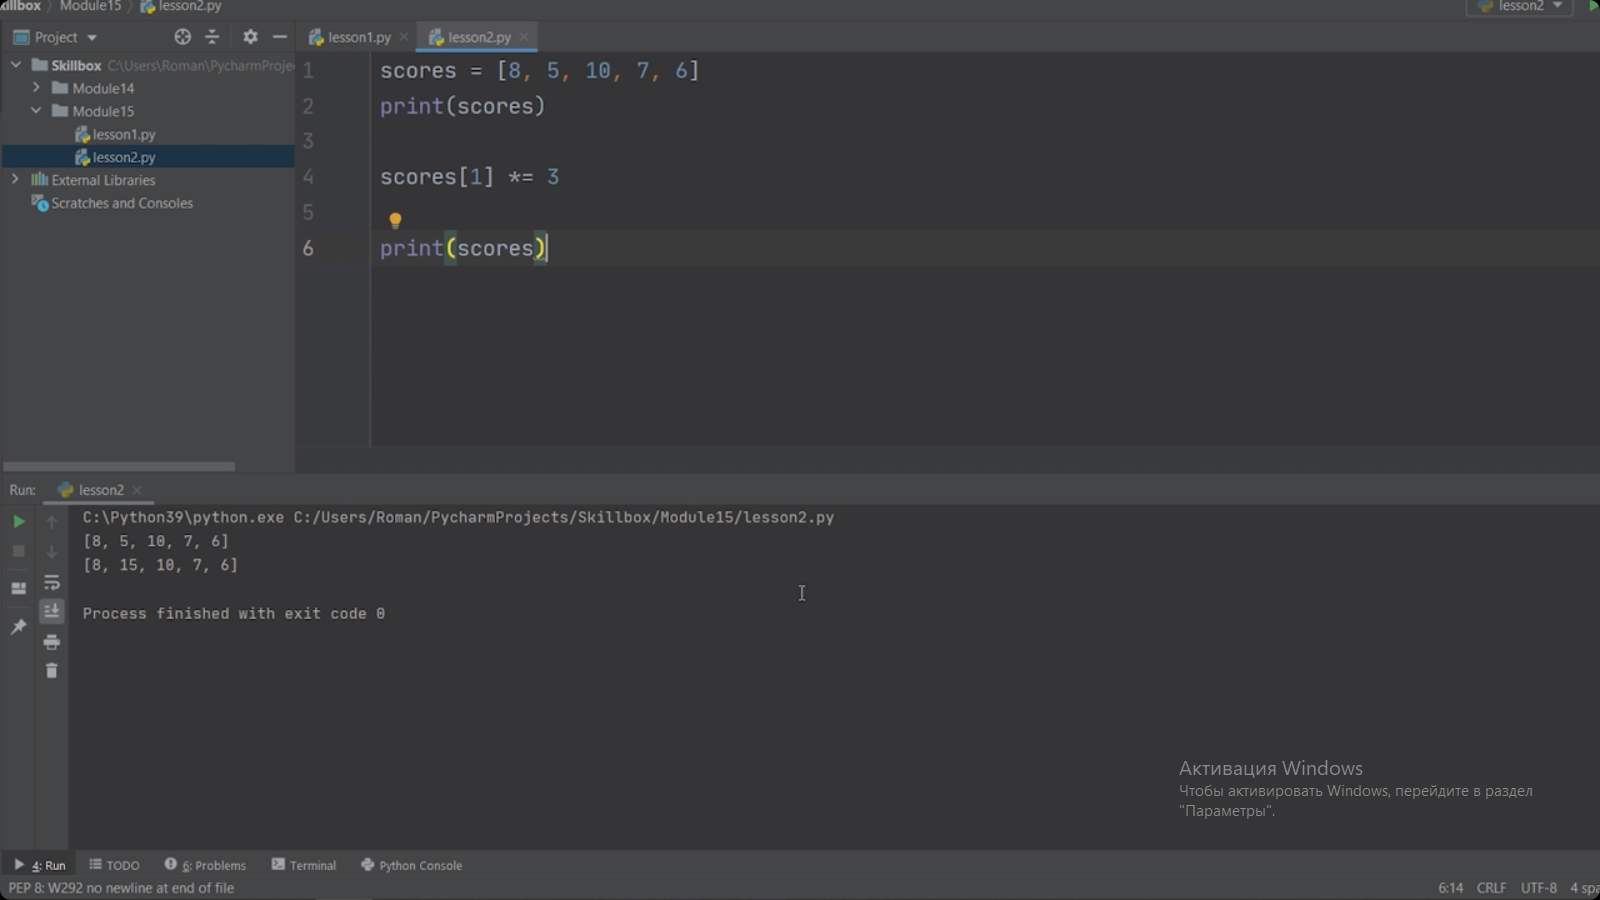 illbox Module15 lesson2.py lesson2
Project lesson1.py lesson2.py
Skillbox C:\Users\Roman\PycharmProje
Module14
Module15
lesson1.py
lesson2.py
External Libraries
Scratches and Consoles
1 scores = [8, 5, 10, 7, 6]
2 print(scores)
3
4 scores[1] *= 3
5
6 print(scores)
Run: lesson2
C:\Python39\python.exe C:/Users/Roman/PycharmProjects/Skillbox/Module15/lesson2.py
[8, 5, 10, 7, 6]
[8, 15, 10, 7, 6]
Process finished with exit code 0
Активация Windows
Чтобы активировать Windows, перейдите в раздел
"Параметры".
4: Run TODO 6: Problems Terminal Python Console
PEP 8: W292 no newline at end of file 6:14 CRLF UTF-8 4 spa